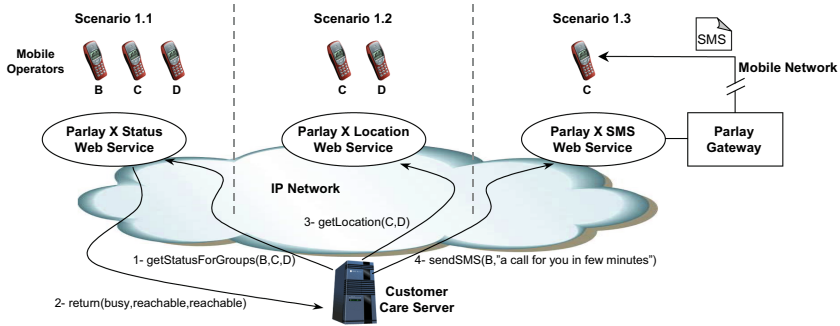 Scenario 1.1
Scenario 1.2
Scenario 1.3
SMS
Mobile
Operators
Mobile Network
B
C
D
C
D
C
Parlay X Status
Web Service
Parlay X Location
Web Service
Parlay X SMS
Web Service
Parlay
Gateway
IP Network
3- getLocation(C,D)
1- getStatusForGroups(B,C,D)
4- sendSMS(B,"a call for you in few minutes")
2- return(busy,reachable,reachable)
Customer
Care Server